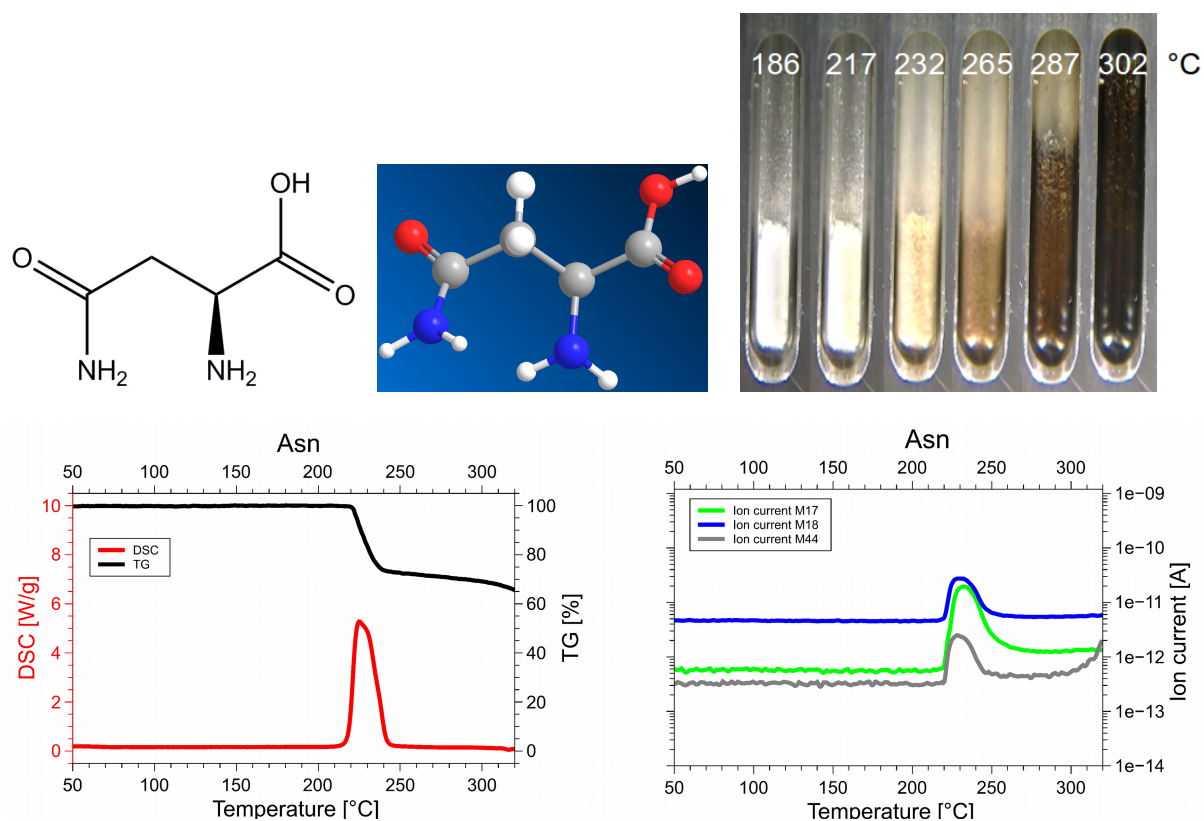 186 217 232 265 287 302 °C
OH
O
O
NH2
NH2
Asn
50 100 150 200 250 300
10
8
6
4
2
0
DSC [W/g]
DSC
TG
100
80
60
40
20
0
TG [%]
50 100 150 200 250 300
Temperature [°C]
Asn
50 100 150 200 250 300
Ion current M17
Ion current M18
Ion current M44
1e−09
1e−10
1e−11
1e−12
1e−13
1e−14
Ion current [A]
50 100 150 200 250 300
Temperature [°C]